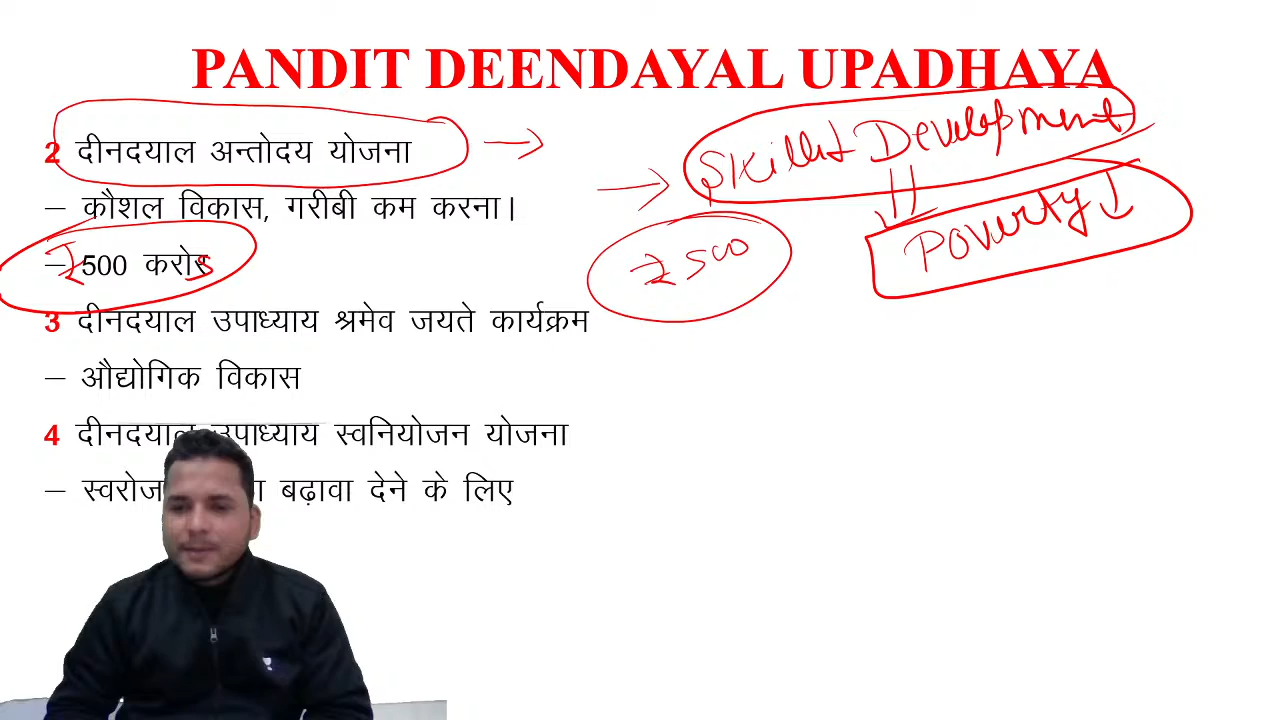 PANDIT DEENDAYAL UPADHAYA
2 दीनदयाल अन्तोदय योजना →
– कौशल विकास, गरीबी कम करना।
→ Skillst Development
Poverty ↓
– ₹500 करोर
₹ 500
3 दीनदयाल उपाध्याय श्रमेव जयते कार्यक्रम
– औद्योगिक विकास
4 दीनदयाल उपाध्याय स्वनियोजन योजना
– बढ़ावा देने के लिए